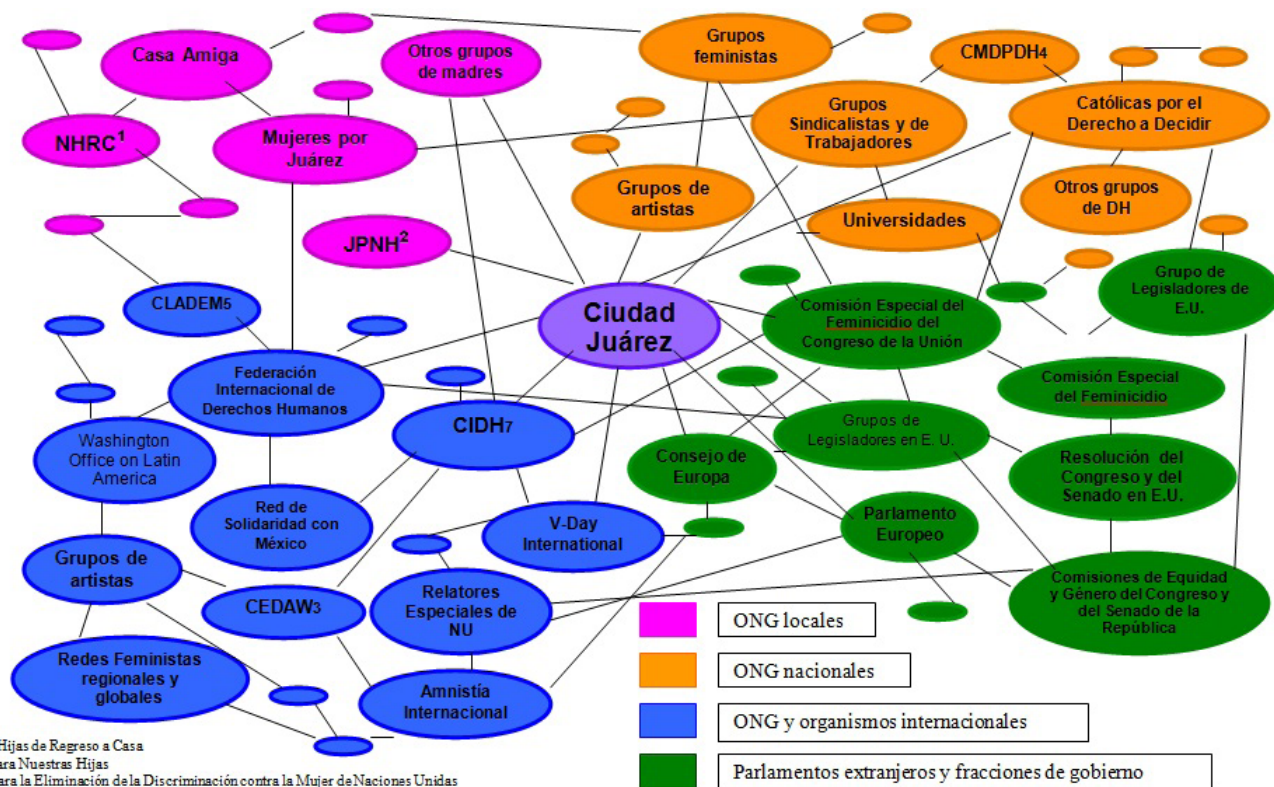 Casa Amiga
Otros grupos
de madres
Grupos
feministas
CMDPDH4
NHRC1
Mujeres por
Juárez
Grupos
Sindicalistas y de
Trabajadores
Católicas por el
Derecho a Decidir
Grupos de
artistas
Otros grupos
de DH
JPNH2
Universidades
CLADEM5
Ciudad
Juárez
Comisión Especial del
Feminicidio del
Congreso de la Unión
Grupo de
Legisladores de
E.U.
Federación
Internacional de
Derechos Humanos
Comisión Especial
del Feminicidio
Washington
Office on Latin
America
CIDH7
Grupos de
Legisladores en E. U.
Consejo de
Europa
Resolución del
Congreso y del
Senado en E.U.
Red de
Solidaridad con
México
V-Day
International
Parlamento
Europeo
Grupos de
artistas
CEDAW3
Relatores
Especiales de
NU
Comisiones de Equidad
y Género del Congreso y
del Senado de la
República
Redes Feministas
regionales y
globales
Amnistía
Internacional
ONG locales
ONG nacionales
ONG y organismos internacionales
Parlamentos extranjeros y fracciones de gobierno
Hijas de Regreso a Casa
ara Nuestras Hijas
ara la Eliminación de la Discriminación contra la Mujer de Naciones Unidas